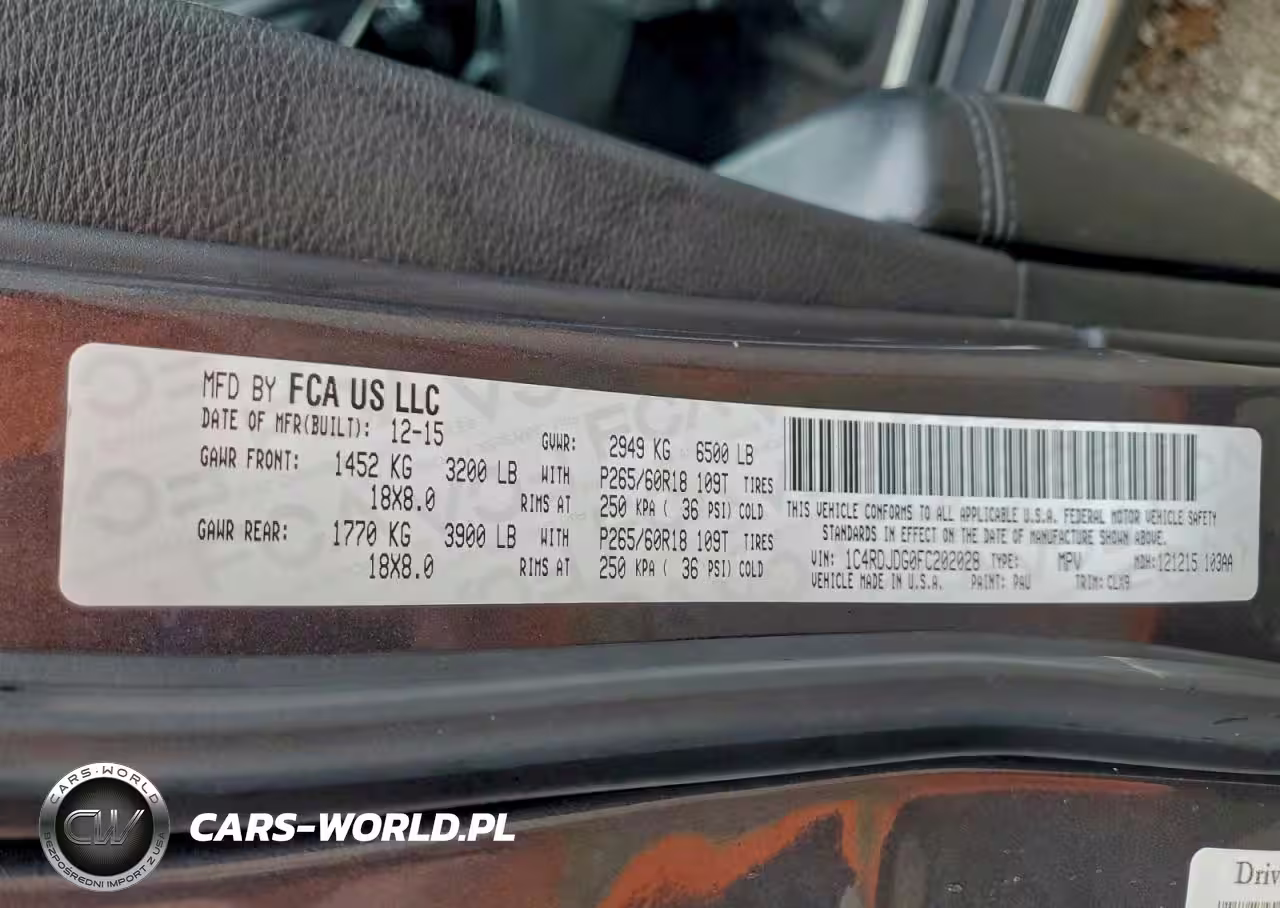 MFD BY FCA US LLC
DATE OF MFR(BUILT): 12-15
GVWR: 2949 KG 6500 LB
GAWR FRONT: 1452 KG 3200 LB WITH P265/60R18 109T TIRES
18X8.0 RIMS AT 250 KPA ( 36 PSI) COLD
GAWR REAR: 1770 KG 3900 LB WITH P265/60R18 109T TIRES
18X8.0 RIMS AT 250 KPA ( 36 PSI) COLD
THIS VEHICLE CONFORMS TO ALL APPLICABLE U.S.A. FEDERAL MOTOR VEHICLE SAFETY
STANDARDS IN EFFECT ON THE DATE OF MANUFACTURE SHOWN ABOVE.
VIN: 1C4RDJDG0FC202028 TYPE: MPV MDH:121215 103AA
VEHICLE MADE IN U.S.A. PAINT: PAU TRIM: CLX9
CARS-WORLD
CW
BEZPOŚREDNI IMPORT Z USA
CARS-WORLD.PL
Driv